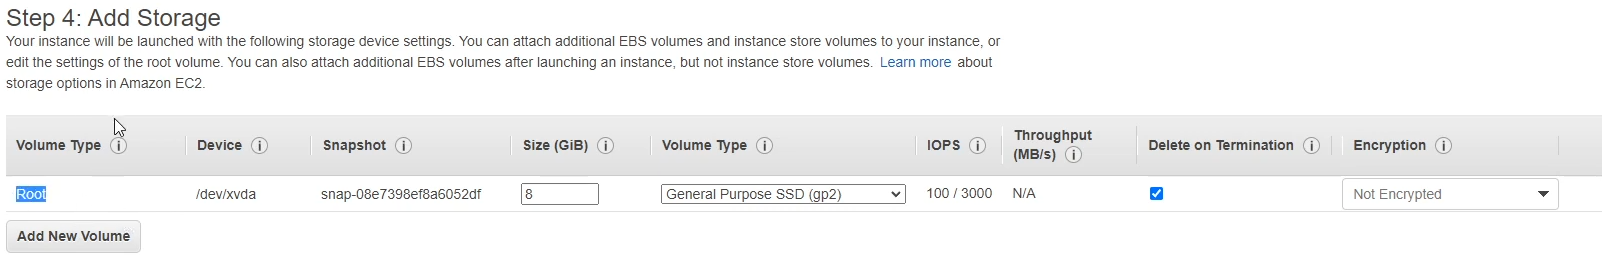 Step 4: Add Storage
Your instance will be launched with the following storage device settings. You can attach additional EBS volumes and instance store volumes to your instance, or
edit the settings of the root volume. You can also attach additional EBS volumes after launching an instance, but not instance store volumes. Learn more about
storage options in Amazon EC2.
Volume Type i Device i Snapshot i Size (GiB) i Volume Type i IOPS i Throughput (MB/s) i Delete on Termination i Encryption i
Root /dev/xvda snap-08e7398ef8a6052df 8 General Purpose SSD (gp2) 100 / 3000 N/A Not Encrypted
Add New Volume